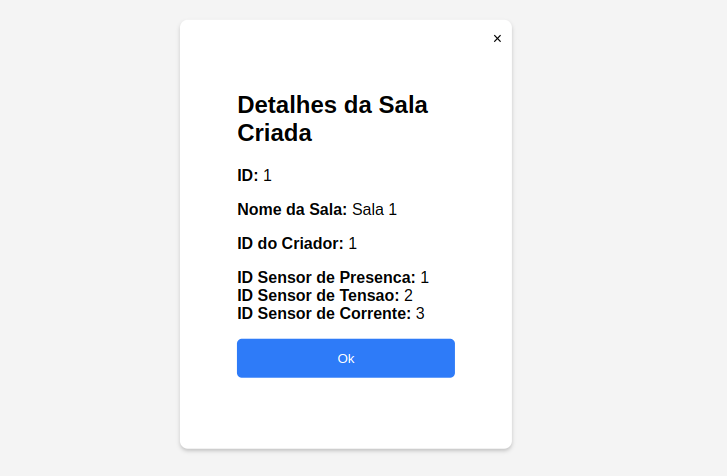 ×
Detalhes da Sala
Criada
ID: 1
Nome da Sala: Sala 1
ID do Criador: 1
ID Sensor de Presenca: 1
ID Sensor de Tensao: 2
ID Sensor de Corrente: 3
Ok